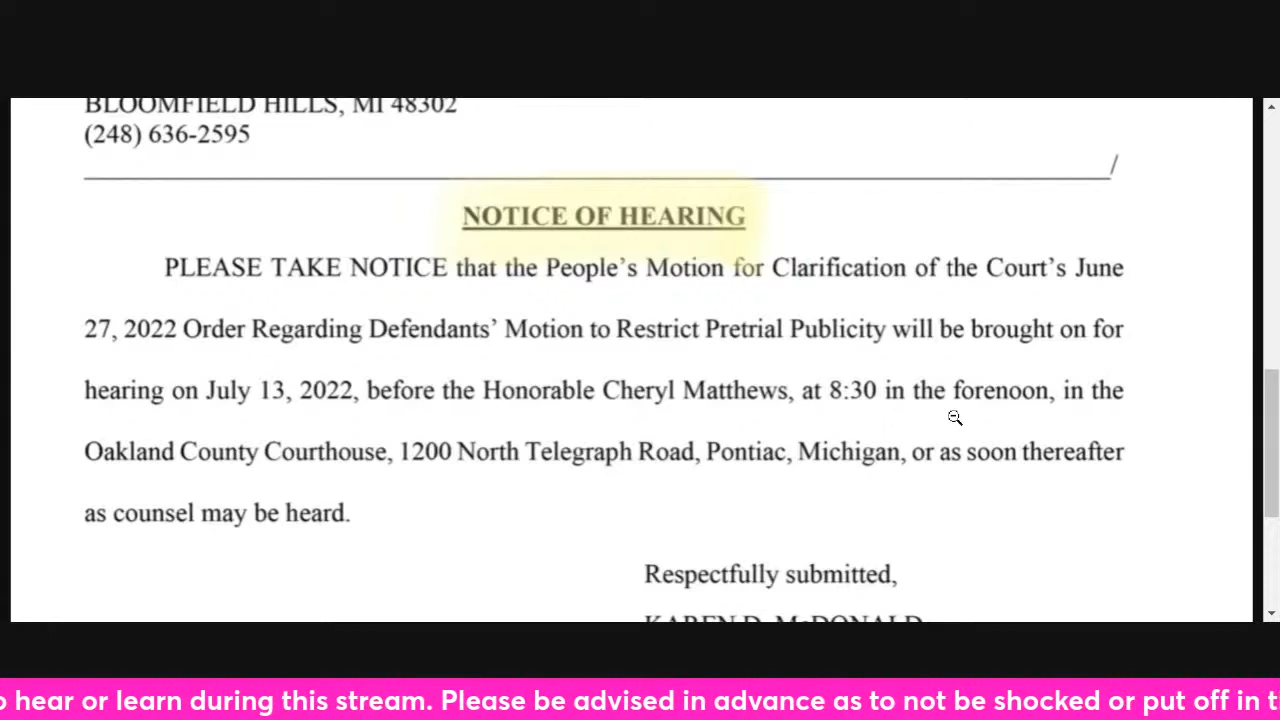 BLOOMFIELD HILLS, MI 48302
(248) 636-2595
/
NOTICE OF HEARING
PLEASE TAKE NOTICE that the People's Motion for Clarification of the Court's June
27, 2022 Order Regarding Defendants' Motion to Restrict Pretrial Publicity will be brought on for
hearing on July 13, 2022, before the Honorable Cheryl Matthews, at 8:30 in the forenoon, in the
Oakland County Courthouse, 1200 North Telegraph Road, Pontiac, Michigan, or as soon thereafter
as counsel may be heard.
Respectfully submitted,
KAREN D. McDONALD
o hear or learn during this stream. Please be advised in advance as to not be shocked or put off in t